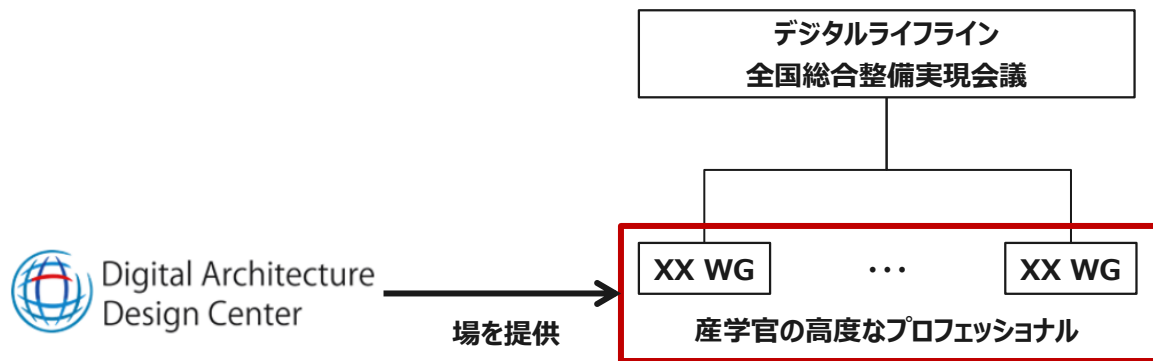 デジタルライフライン
全国総合整備実現会議
XX WG
・・・
XX WG
Digital Architecture
Design Center
場を提供
産学官の高度なプロフェッショナル